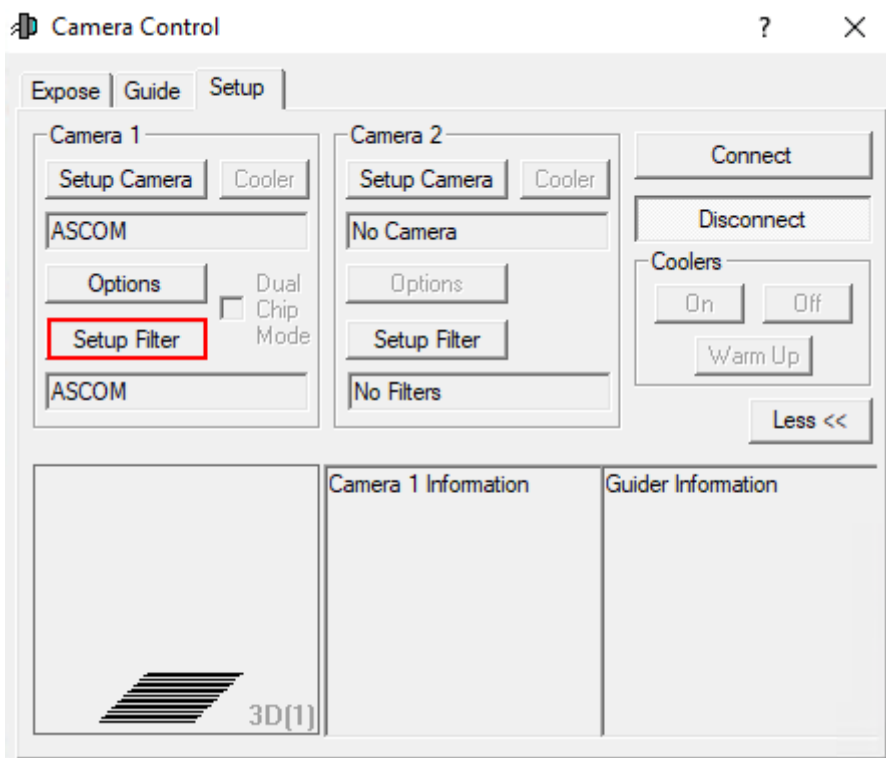 Camera Control
?
Expose Guide Setup
Camera 1
Setup Camera Cooler
ASCOM
Options
Dual
Chip
Mode
Setup Filter
ASCOM
Camera 2
Setup Camera Cooler
No Camera
Options
Setup Filter
No Filters
Connect
Disconnect
Coolers
On Off
Warm Up
Less <<
3D(1)
Camera 1 Information
Guider Information